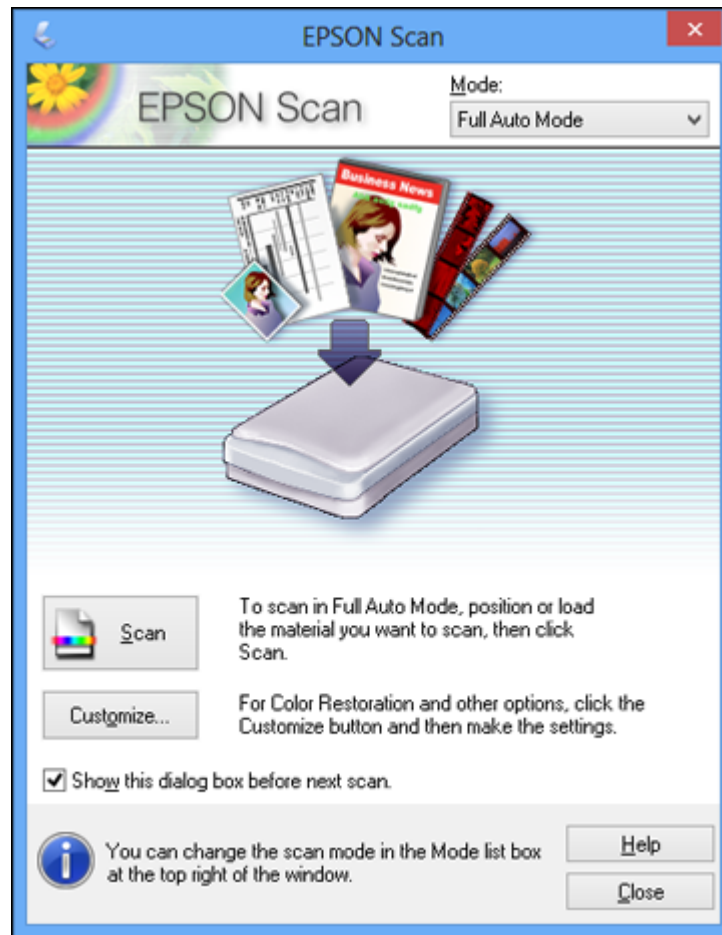 EPSON Scan
EPSON Scan
Mode:
Full Auto Mode
Business News
Scan
To scan in Full Auto Mode, position or load
the material you want to scan, then click
Scan.
Customize...
For Color Restoration and other options, click the
Customize button and then make the settings.
Show this dialog box before next scan.
You can change the scan mode in the Mode list box
at the top right of the window.
Help
Close